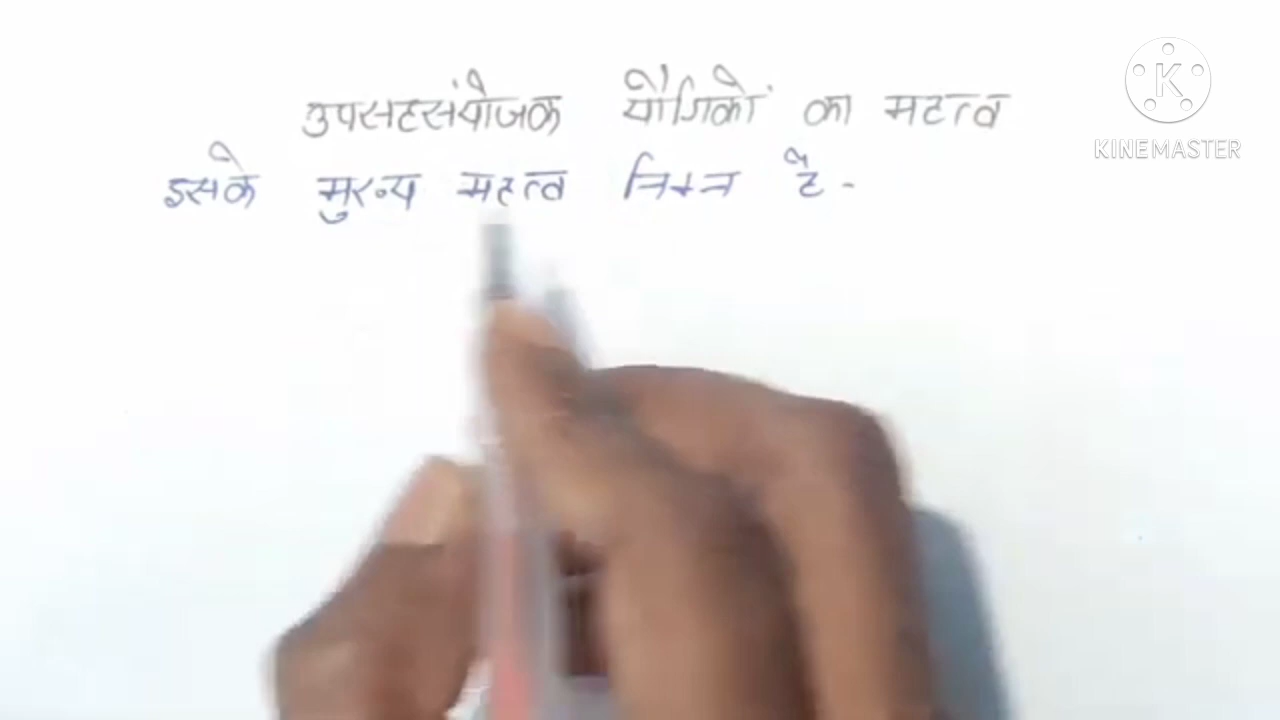 KINEMASTER
उपसहसंयोजक यौगिकों का महत्व
इसके मुख्य महत्व निम्न है -